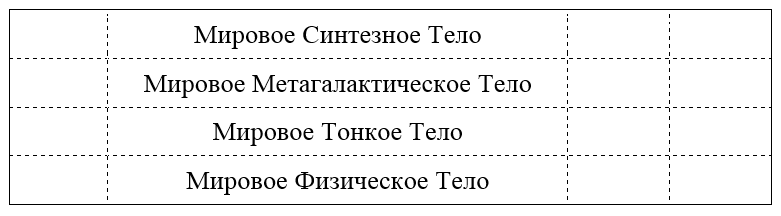 Мировое Синтезное Тело
Мировое Метагалактическое Тело
Мировое Тонкое Тело
Мировое Физическое Тело